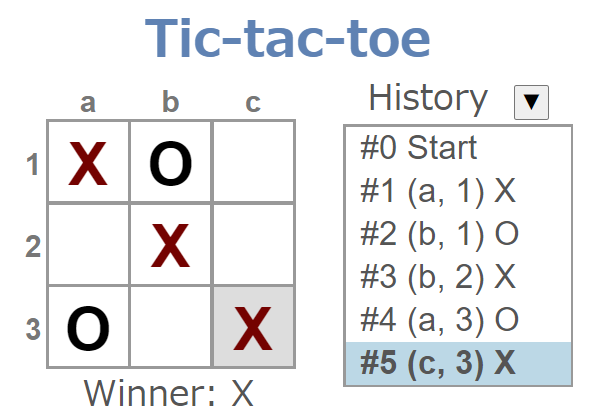 Tic-tac-toe
a b c
1 X O
2 X
3 O X
Winner: X
History ▼
#0 Start
#1 (a, 1) X
#2 (b, 1) O
#3 (b, 2) X
#4 (a, 3) O
#5 (c, 3) X